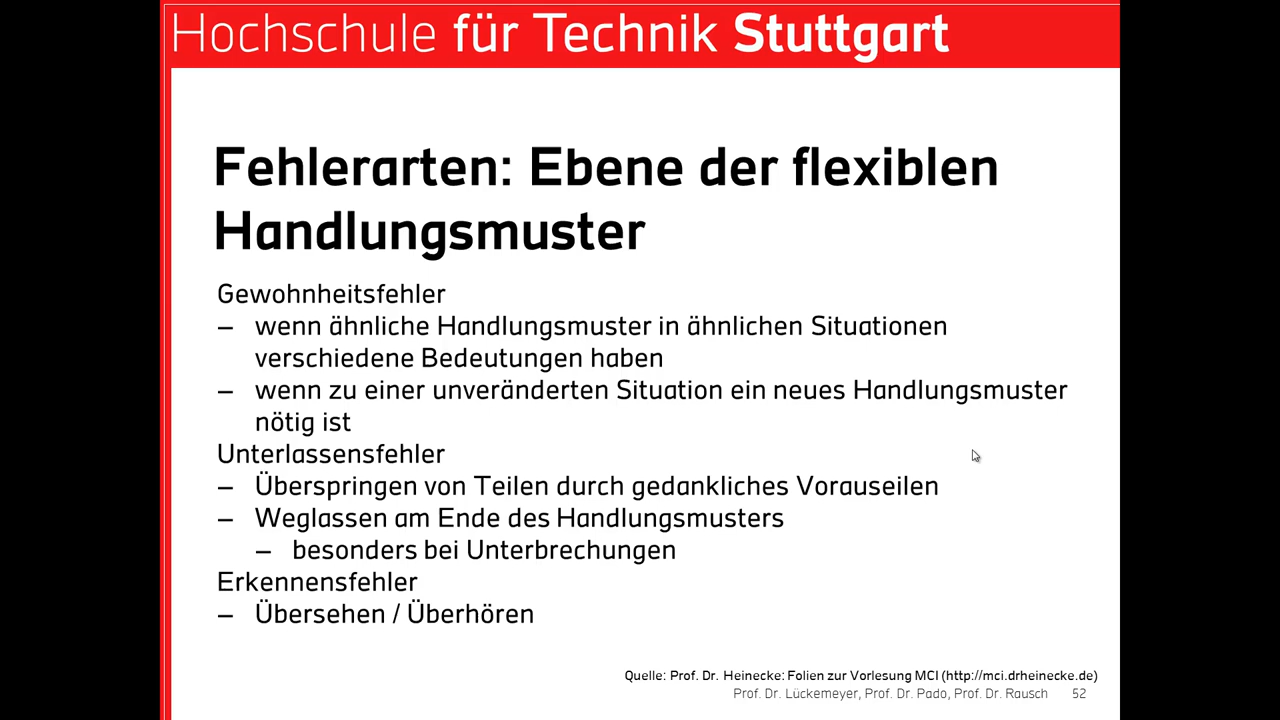 Hochschule für Technik Stuttgart
Fehlerarten: Ebene der flexiblen
Handlungsmuster
Gewohnheitsfehler
– wenn ähnliche Handlungsmuster in ähnlichen Situationen
verschiedene Bedeutungen haben
– wenn zu einer unveränderten Situation ein neues Handlungsmuster
nötig ist
Unterlassensfehler
– Überspringen von Teilen durch gedankliches Vorauseilen
– Weglassen am Ende des Handlungsmusters
– besonders bei Unterbrechungen
Erkennensfehler
– Übersehen / Überhören
Quelle: Prof. Dr. Heinecke: Folien zur Vorlesung MCI (http://mci.drheinecke.de)
Prof. Dr. Lückemeyer, Prof. Dr. Pado, Prof. Dr. Rausch 52